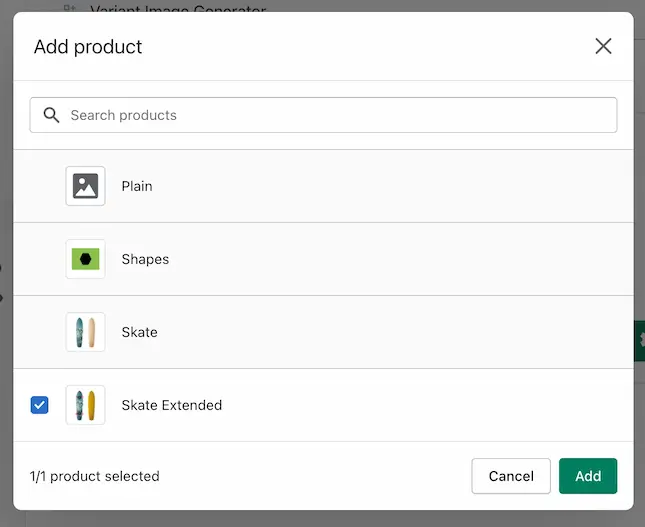 Variant Image Generator
Add product
Search products
Plain
Shapes
Skate
Skate Extended
1/1 product selected
Cancel
Add